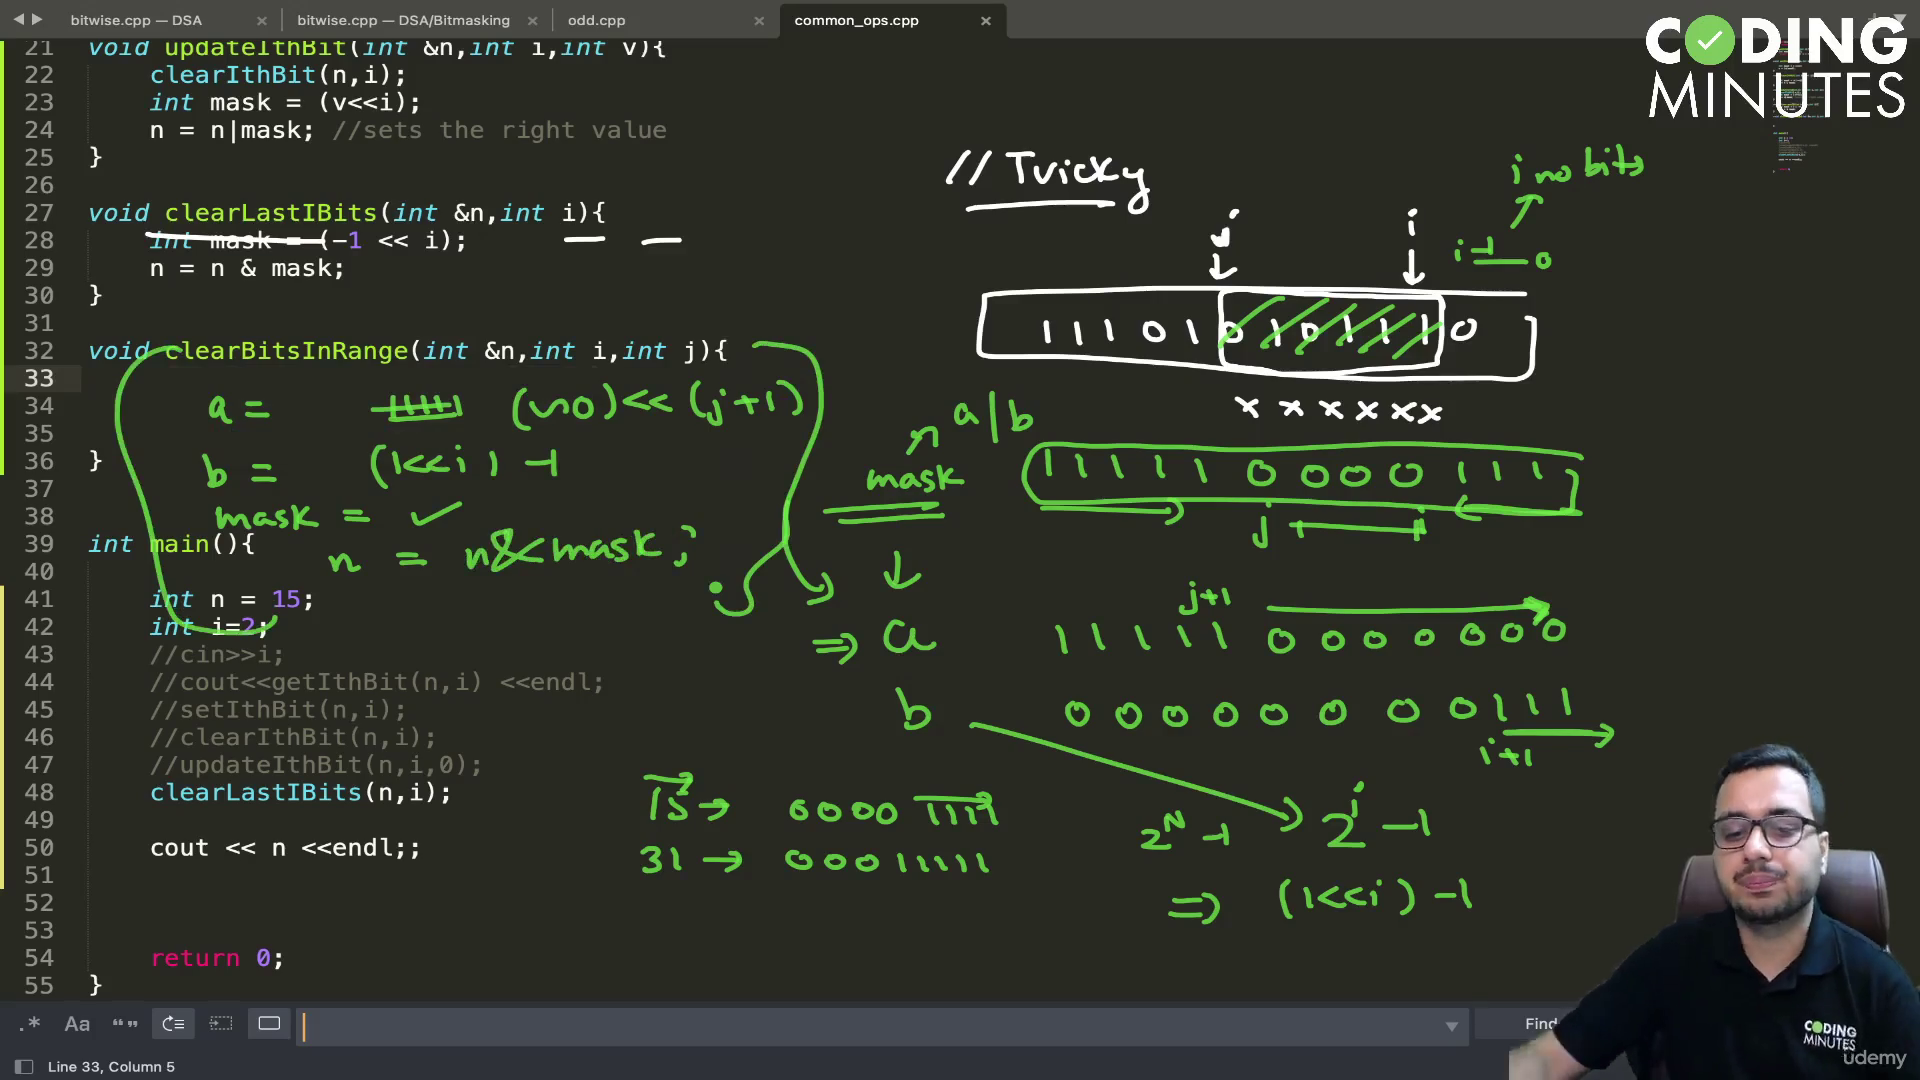 bitwise.cpp — DSA
bitwise.cpp — DSA/Bitmasking
odd.cpp
common_ops.cpp
CODING
MINUTES
21 void updateIthBit(int &n,int i,int v){
22 clearIthBit(n,i);
23 int mask = (v<<i);
24 n = n|mask; //sets the right value
25 }
26
27 void clearLastIBits(int &n,int i){
28 int mask = (-1 << i);
29 n = n & mask;
30 }
31
32 void clearBitsInRange(int &n,int i,int j){
33
34
35
36 }
37
38
39 int main(){
40
41 int n = 15;
42 int i=2;
43 //cin>>i;
44 //cout<<getIthBit(n,i) <<endl;
45 //setIthBit(n,i);
46 //clearIthBit(n,i);
47 //updateIthBit(n,i,0);
48 clearLastIBits(n,i);
49
50 cout << n <<endl;;
51
52
53
54 return 0;
55 }
a = (~0)<< (j+1)
b = (1<<i) -1
mask = ✓
n = n&mask;
// Tricky
i no bits
j i
i-1 0
1 1 1 0 1 0 1 0 1 1 1 0
x x x x x x
a|b
mask
1 1 1 1 1 0 0 0 0 1 1 1
j i
j+1
⇒ a 1 1 1 1 1 0 0 0 0 0 0 0
b 0 0 0 0 0 0 0 0 1 1 1
i+1
15 → 0000 1111
31 → 00011111
2^N -1
2^i -1
⇒ (1<<i) -1
.* Aa “”
Find
Line 33, Column 5
CODING
MINUTES
udemy